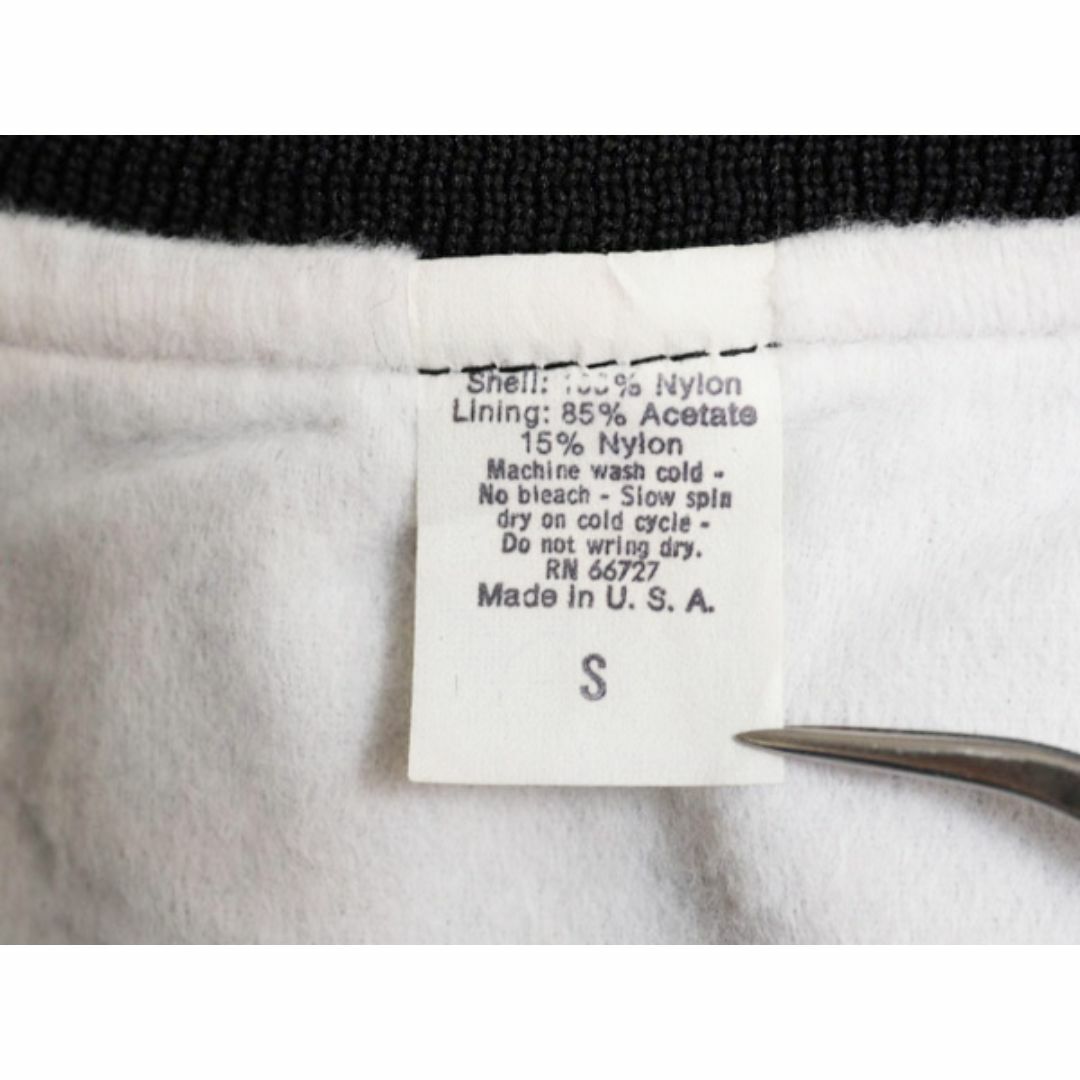 Shell: 100% Nylon
Lining: 85% Acetate
15% Nylon
Machine wash cold -
No bleach - Slow spin
dry on cold cycle -
Do not wring dry.
RN 66727
Made in U. S. A.
S